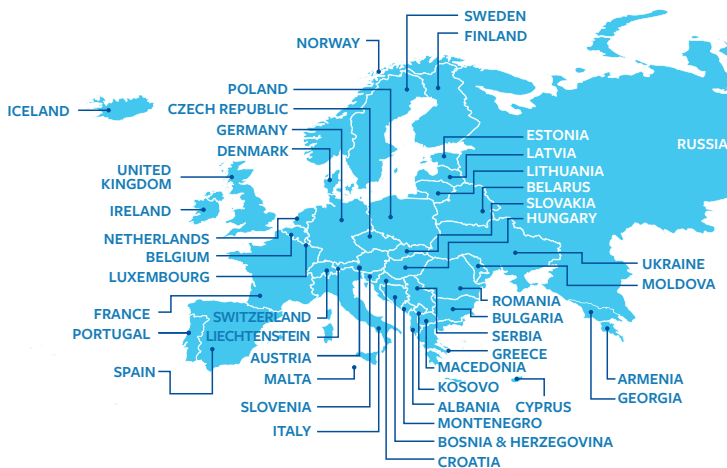 SWEDEN
FINLAND
NORWAY
POLAND
CZECH REPUBLIC
GERMANY
DENMARK
ICELAND
UNITED
KINGDOM
IRELAND
NETHERLANDS
BELGIUM
LUXEMBOURG
FRANCE
PORTUGAL
SPAIN
SWITZERLAND
LIECHTENSTEIN
AUSTRIA
MALTA
SLOVENIA
ITALY
ESTONIA
LATVIA
LITHUANIA
BELARUS
SLOVAKIA
HUNGARY
RUSSIA
UKRAINE
MOLDOVA
ROMANIA
BULGARIA
SERBIA
GREECE
MACEDONIA
KOSOVO
ALBANIA
CYPRUS
MONTENEGRO
BOSNIA & HERZEGOVINA
CROATIA
ARMENIA
GEORGIA